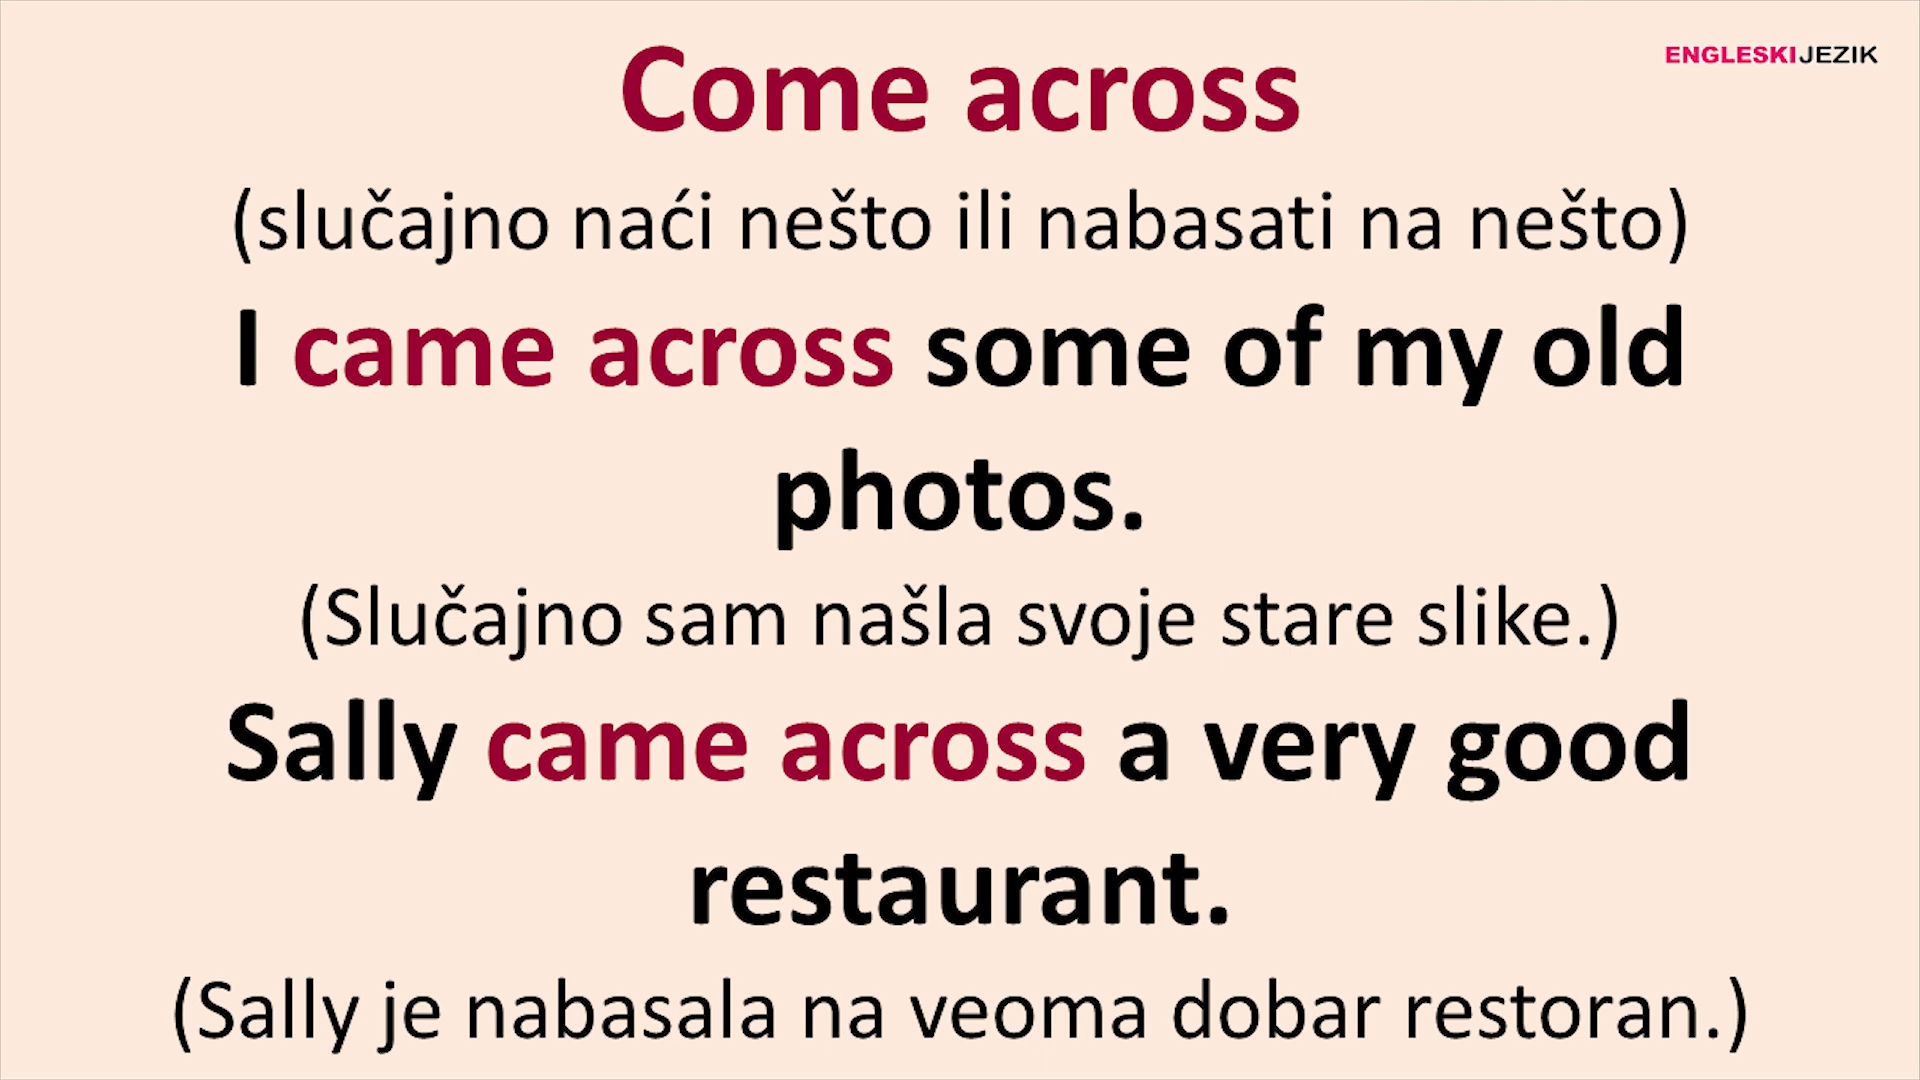 ENGLESKIJEZIK
Come across
(slučajno naći nešto ili nabasati na nešto)
I came across some of my old
photos.
(Slučajno sam našla svoje stare slike.)
Sally came across a very good
restaurant.
(Sally je nabasala na veoma dobar restoran.)